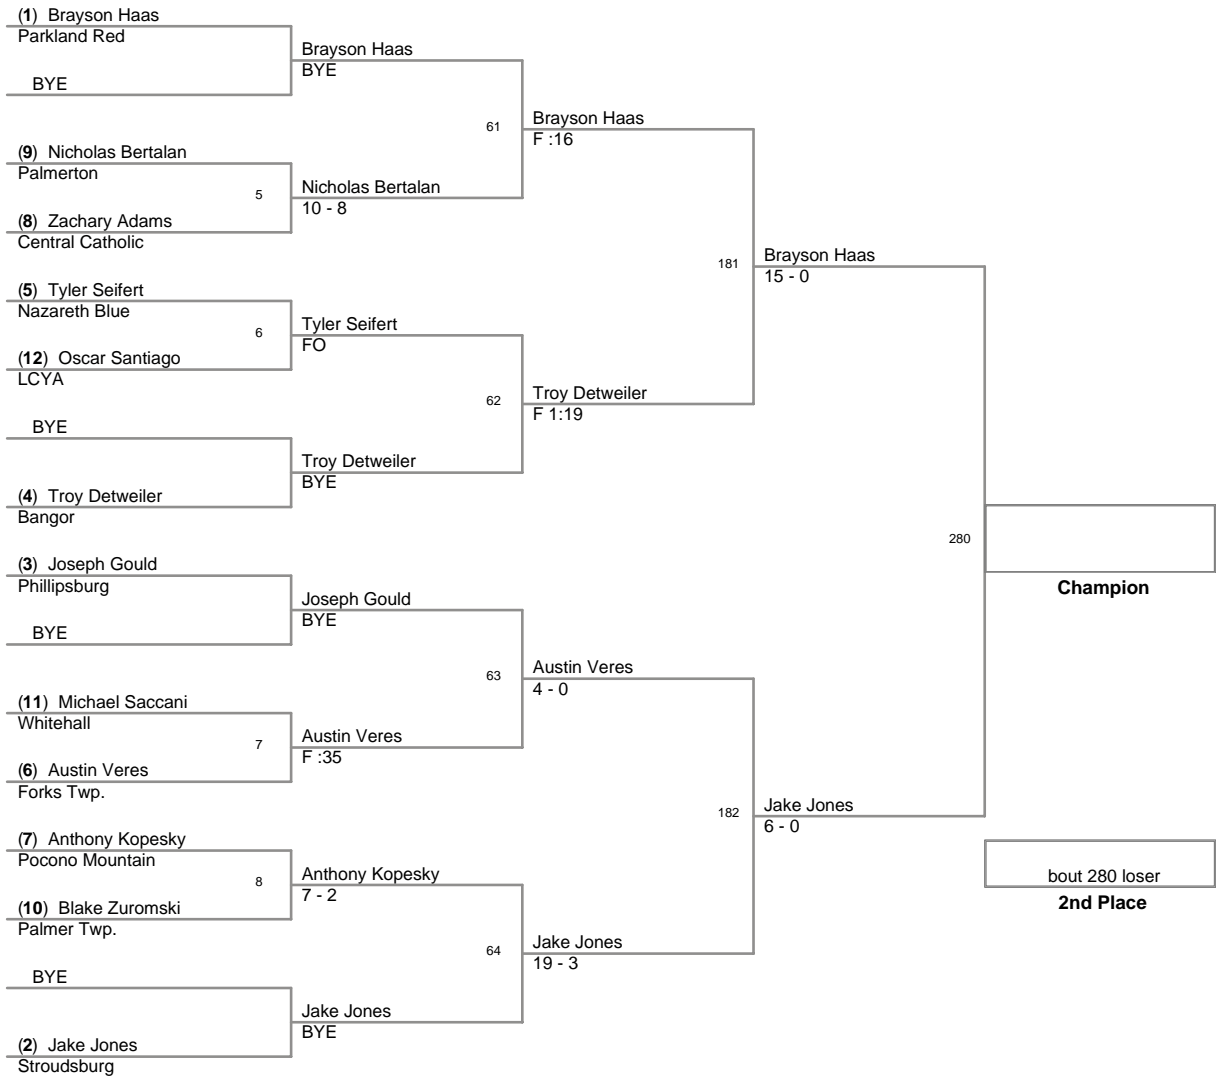 (1) Brayson Haas
Parkland Red
BYE
(9) Nicholas Bertalan
Palmerton
5
(8) Zachary Adams
Central Catholic
(5) Tyler Seifert
Nazareth Blue
6
(12) Oscar Santiago
LCYA
BYE
(4) Troy Detweiler
Bangor
(3) Joseph Gould
Phillipsburg
BYE
(11) Michael Saccani
Whitehall
7
(6) Austin Veres
Forks Twp.
(7) Anthony Kopesky
Pocono Mountain
8
(10) Blake Zuromski
Palmer Twp.
BYE
(2) Jake Jones
Stroudsburg
Brayson Haas
BYE
61
Nicholas Bertalan
10 - 8
Tyler Seifert
FO
62
Troy Detweiler
BYE
Joseph Gould
BYE
63
Austin Veres
F :35
Anthony Kopesky
7 - 2
64
Jake Jones
BYE
Brayson Haas
F :16
181
Troy Detweiler
F 1:19
Austin Veres
4 - 0
182
Jake Jones
19 - 3
Brayson Haas
15 - 0
280
Jake Jones
6 - 0
Champion
bout 280 loser
2nd Place